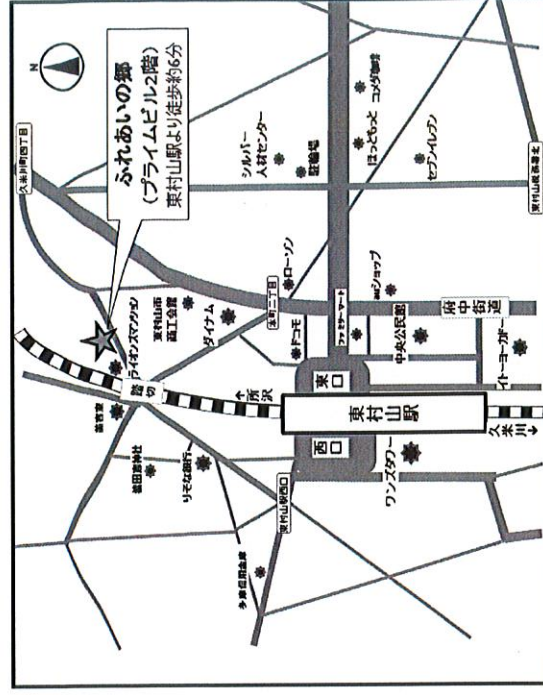 N
久米川町四丁目
ふれあいの郷
(プライムビル2階)
東村山駅より徒歩約6分
ライオンズマンション
東村山市
商工会館
ダイナム
シルバー
人材センター
駐輪場
踏切
りそな銀行
↑所沢
本町二丁目
ローソン
ドコモ
ファミリーマート
ほっともっと
コメダ珈琲
セブンイレブン
東村山駅西口
多摩信用金庫
西口
東村山駅
東口
ワンズタワー
中央公民館
ショップ
府中街道
イトーヨーカドー
久米川↓